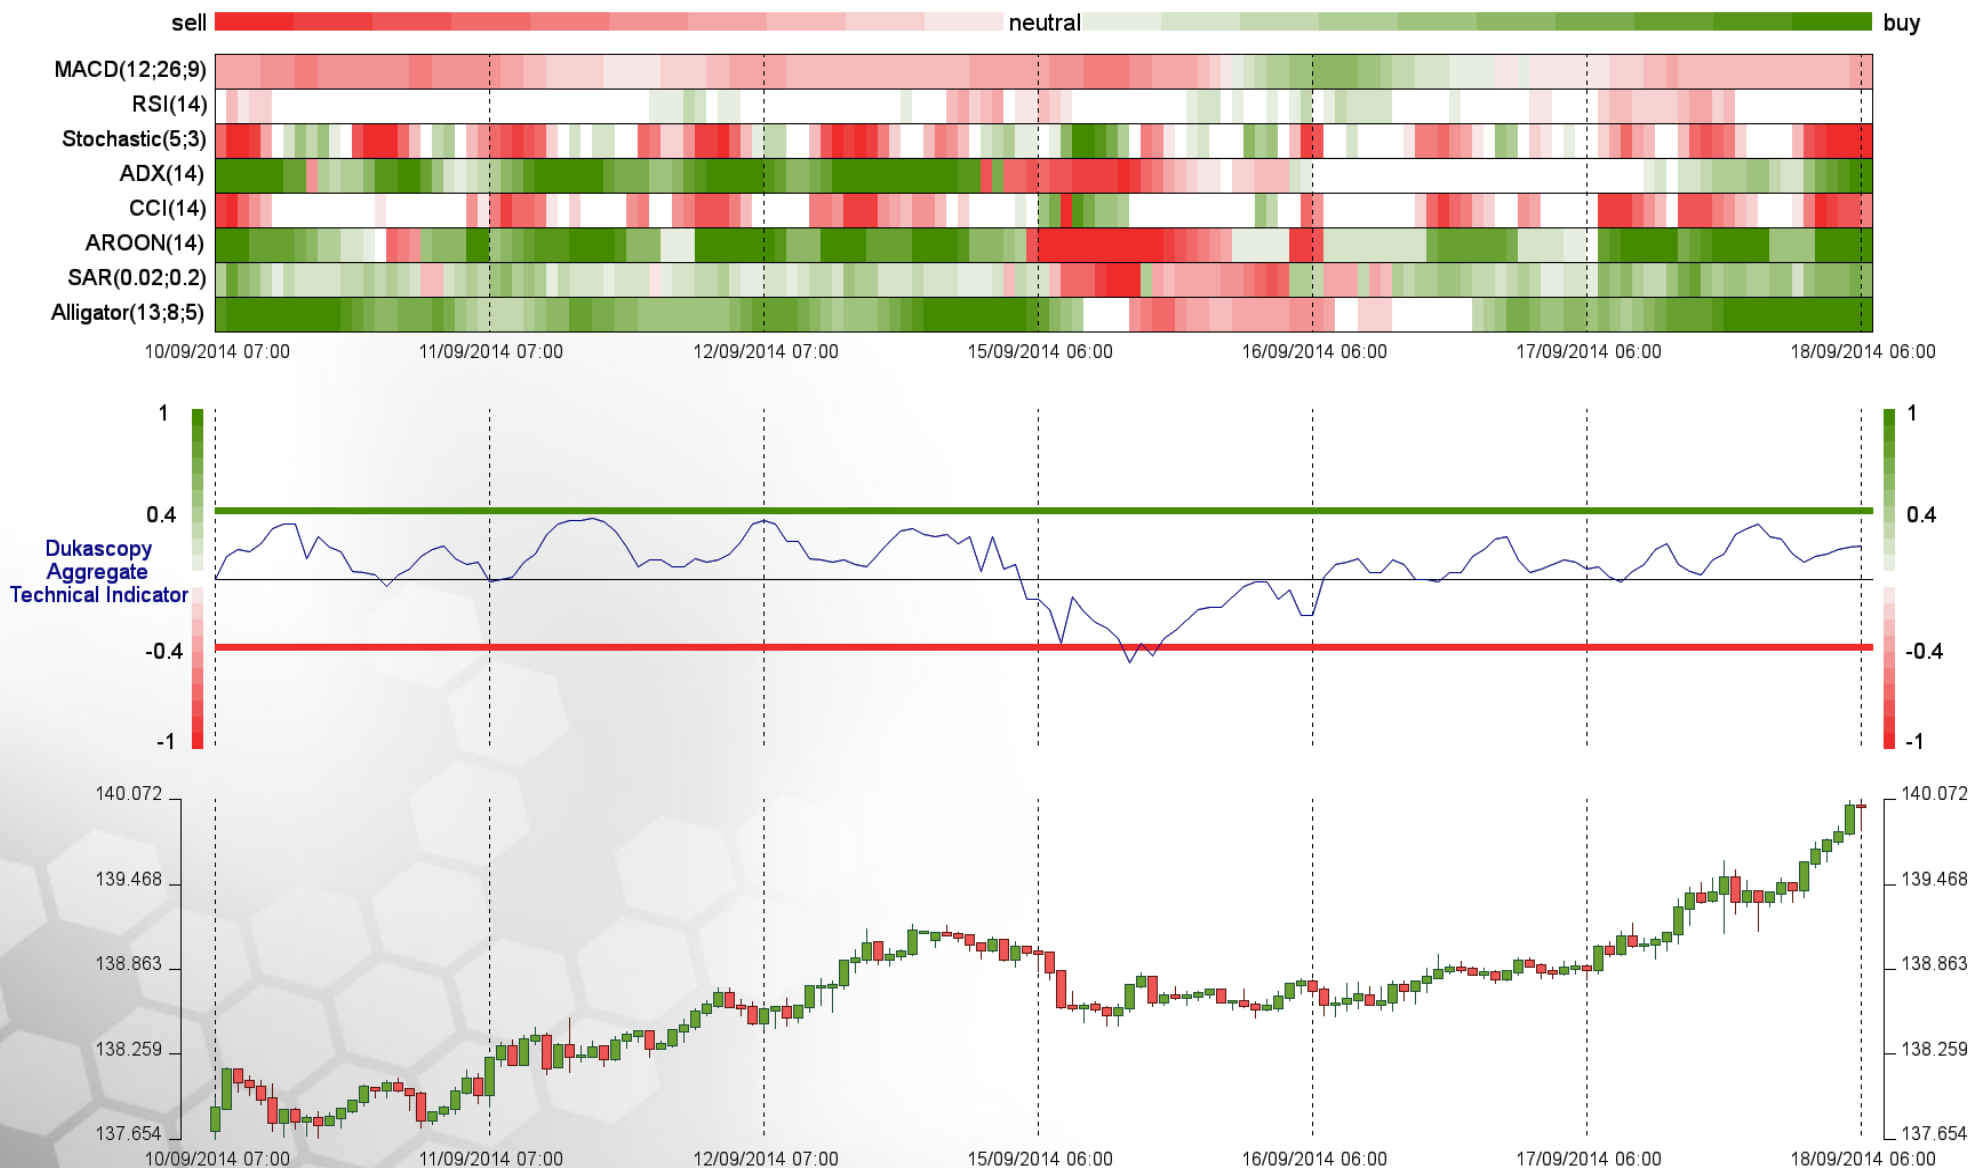 sell neutral buy
MACD(12;26;9)
RSI(14)
Stochastic(5;3)
ADX(14)
CCI(14)
AROON(14)
SAR(0.02;0.2)
Alligator(13;8;5)
10/09/2014 07:00 11/09/2014 07:00 12/09/2014 07:00 15/09/2014 06:00 16/09/2014 06:00 17/09/2014 06:00 18/09/2014 06:00
1 1
0.4 0.4
Dukascopy
Aggregate
Technical Indicator
-0.4 -0.4
-1 -1
140.072 140.072
139.468 139.468
138.863 138.863
138.259 138.259
137.654 137.654
10/09/2014 07:00 11/09/2014 07:00 12/09/2014 07:00 15/09/2014 06:00 16/09/2014 06:00 17/09/2014 06:00 18/09/2014 06:00